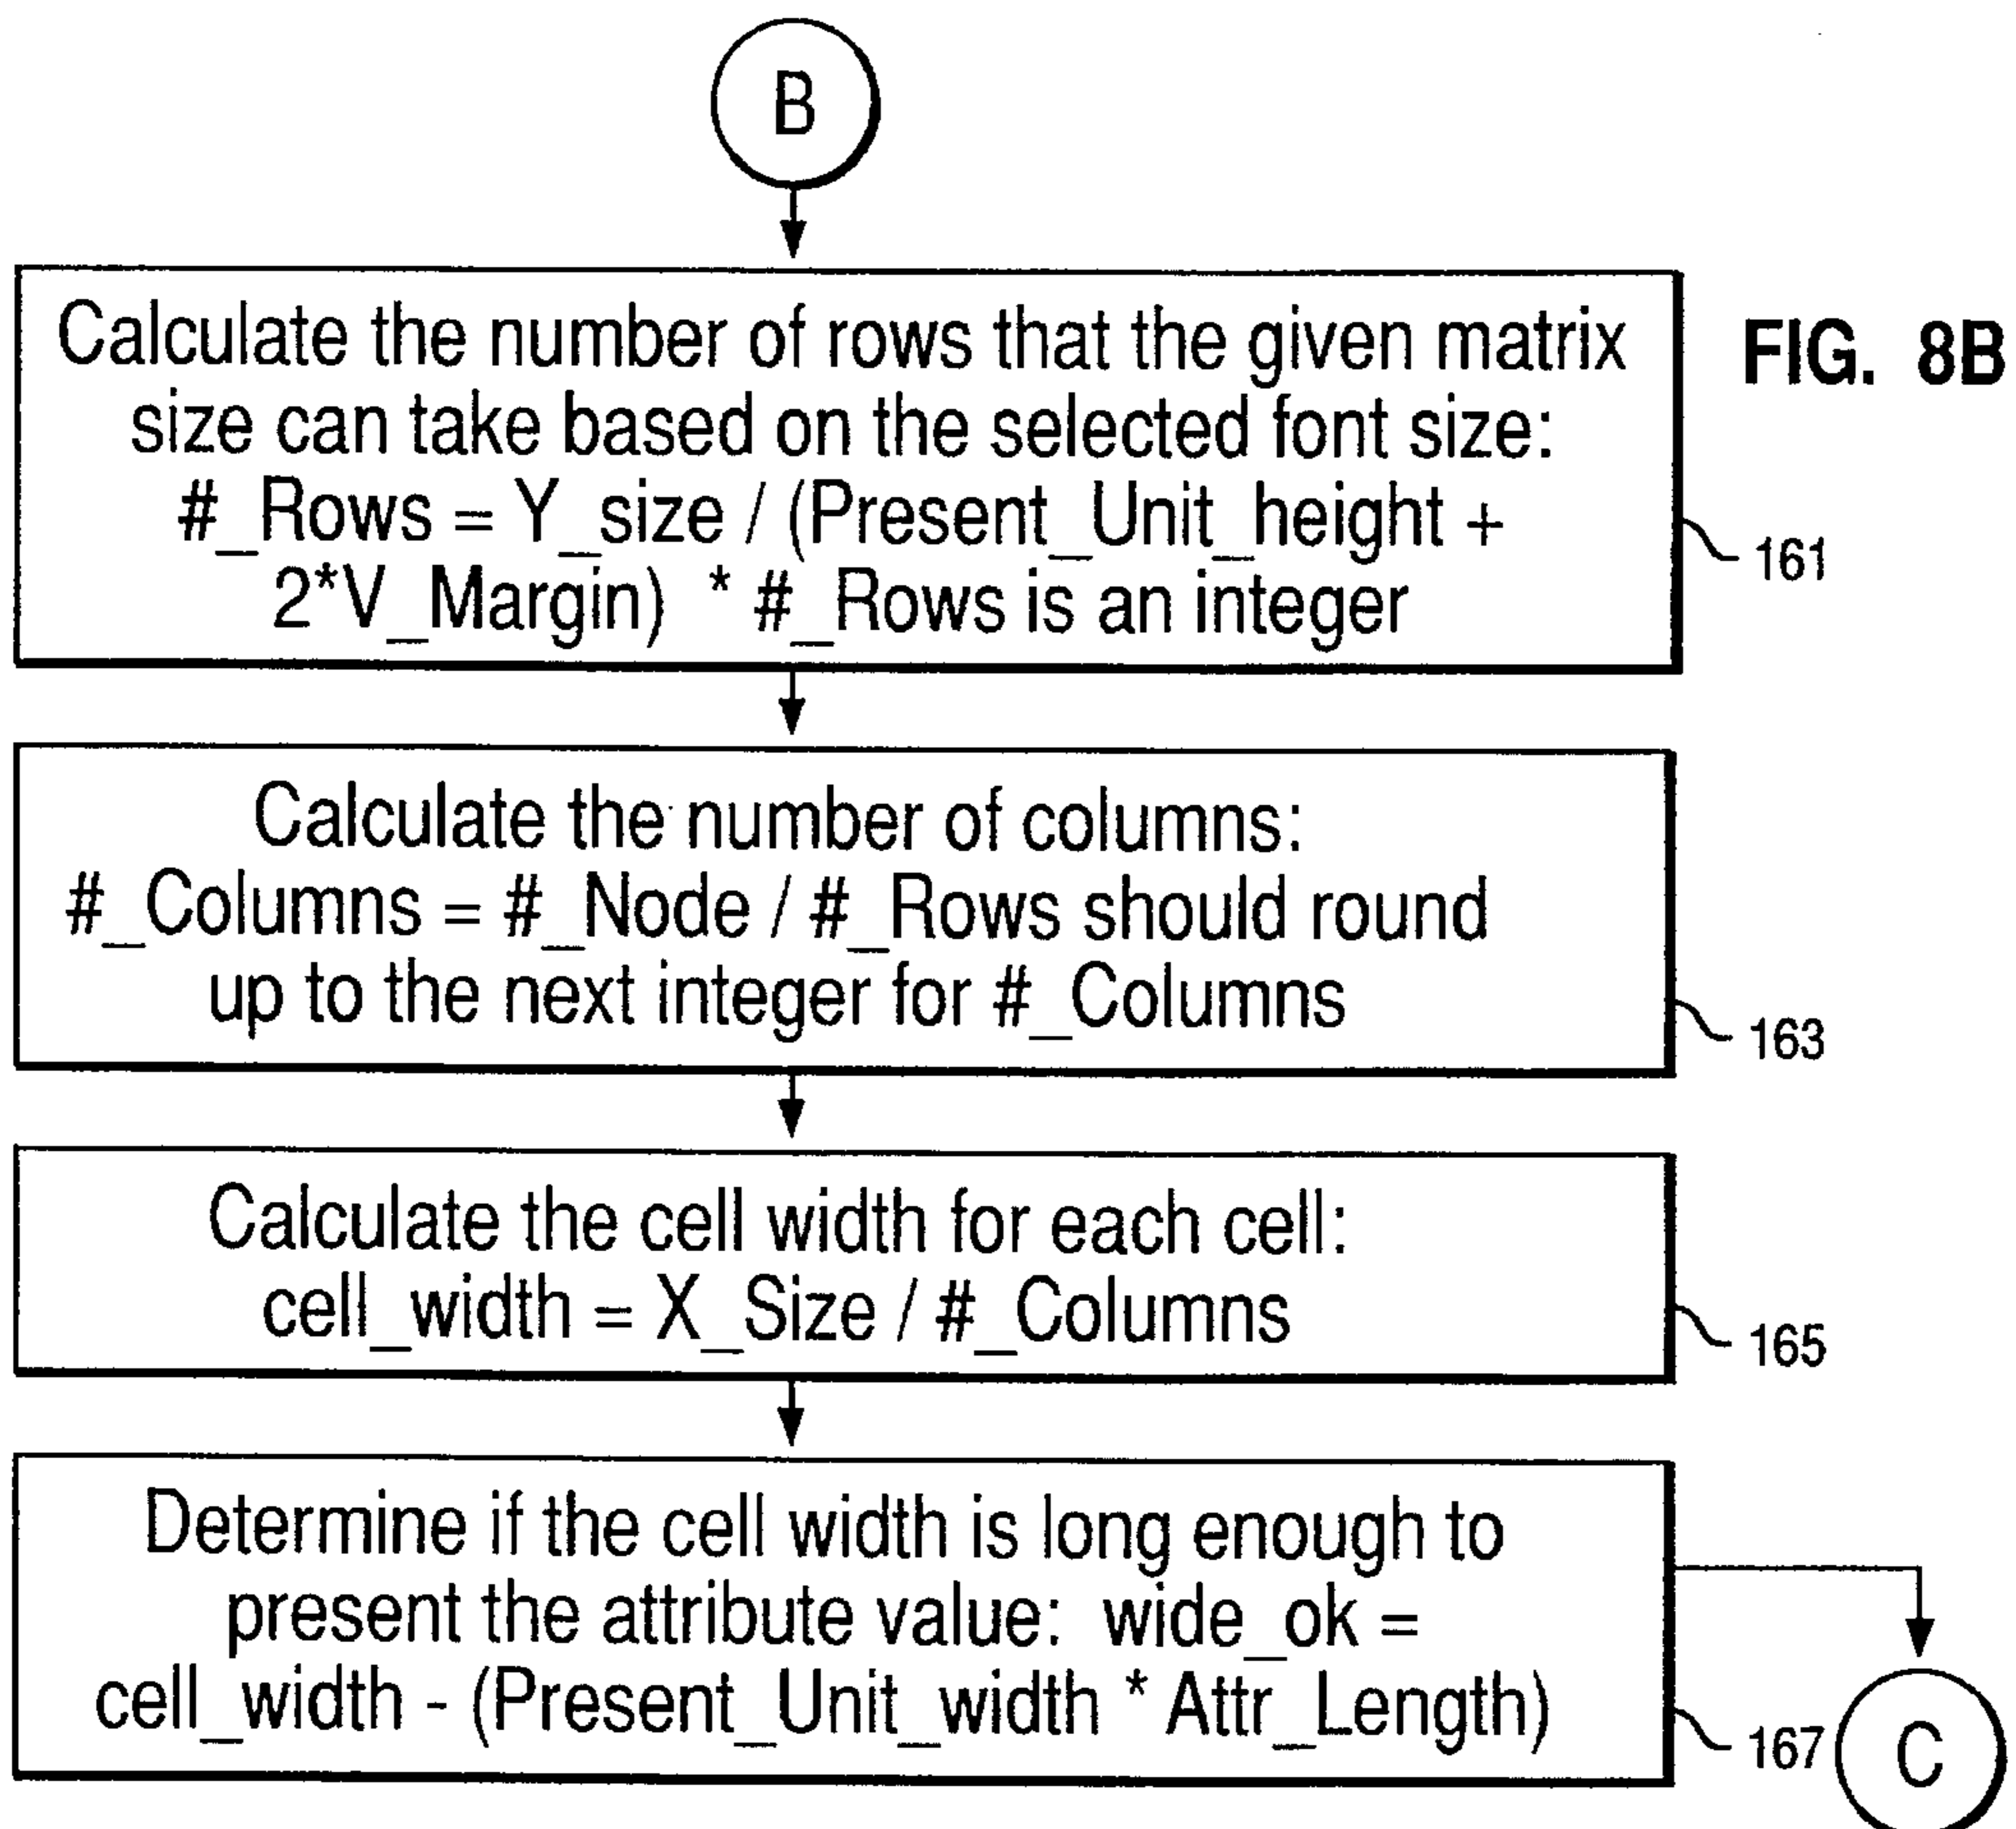 B
Calculate the number of rows that the given matrix
size can take based on the selected font size:
#_Rows = Y_size / (Present_Unit_height +
2*V_Margin) * #_Rows is an integer
FIG. 8B
161
Calculate the number of columns:
#_Columns = #_Node / #_Rows should round
up to the next integer for #_Columns
163
Calculate the cell width for each cell:
cell_width = X_Size / #_Columns
165
Determine if the cell width is long enough to
present the attribute value: wide_ok =
cell_width - (Present_Unit_width * Attr_Length)
167
C